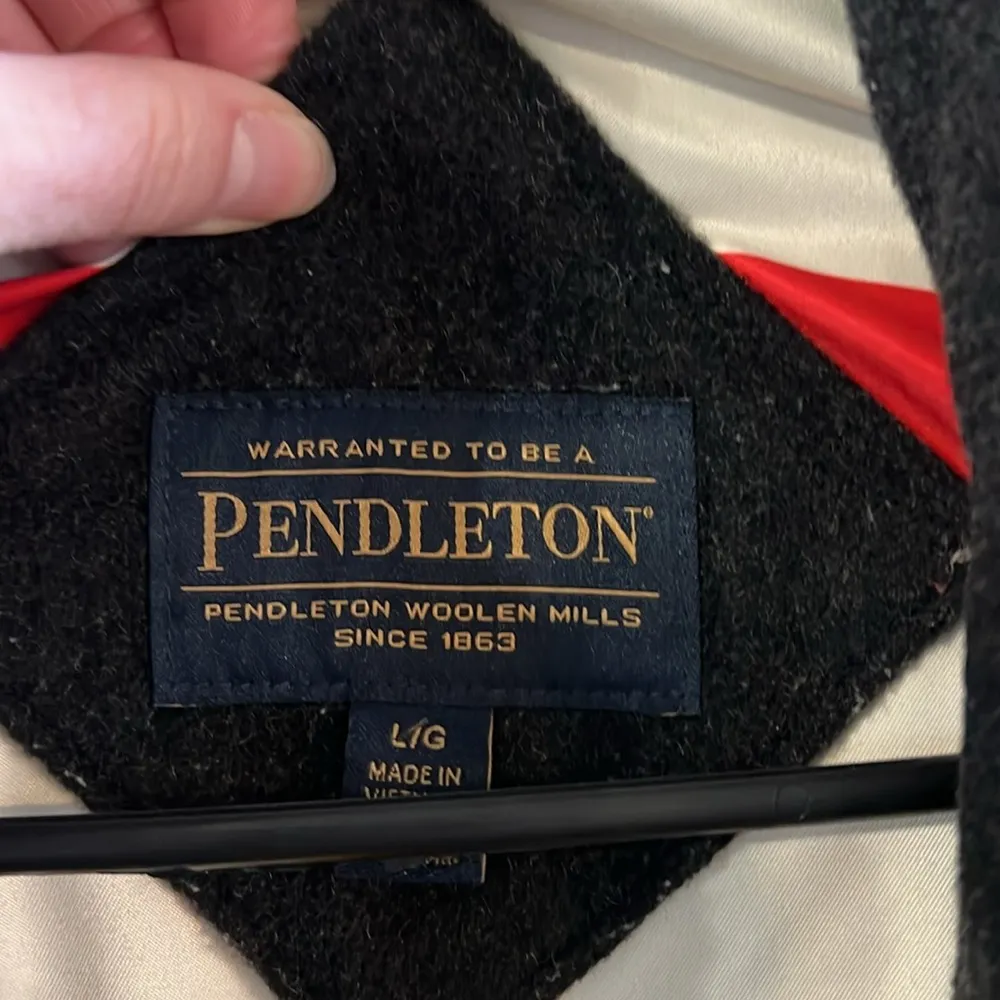 WARRANTED TO BE A
PENDLETON®
PENDLETON WOOLEN MILLS
SINCE 1863
L/G
MADE IN